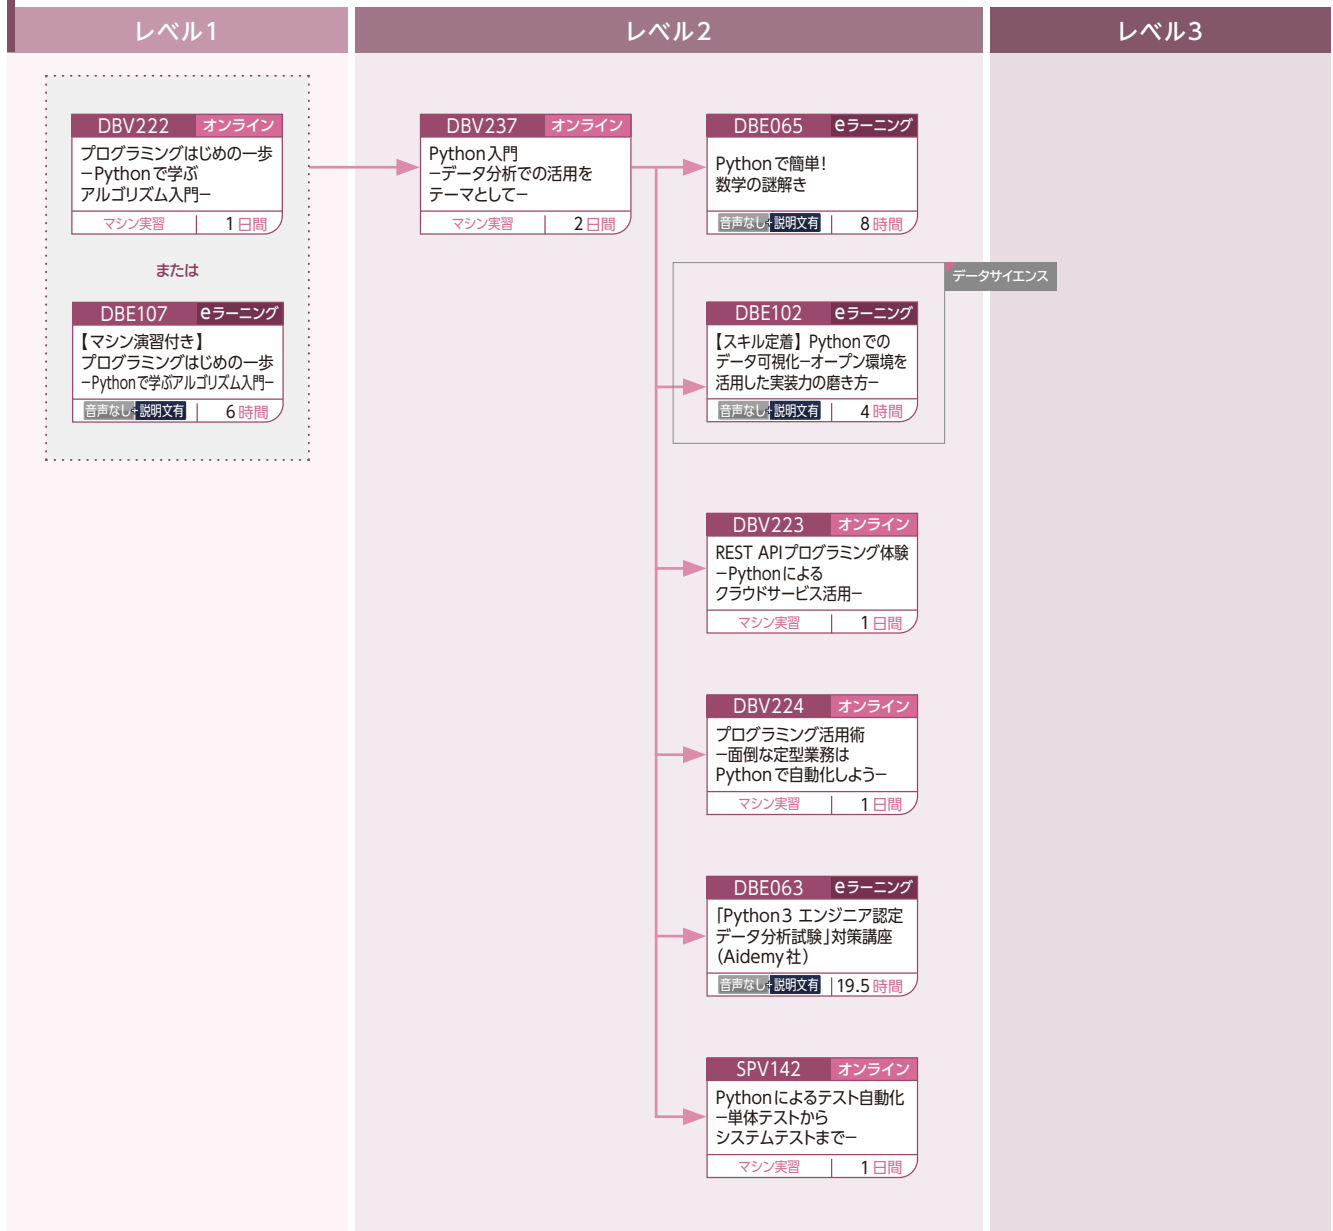 レベル1
レベル2
レベル3
DBV222 オンライン
プログラミングはじめの一歩
−Pythonで学ぶ
アルゴリズム入門−
マシン実習 1日間
または
DBE107 eラーニング
【マシン演習付き】
プログラミングはじめの一歩
−Pythonで学ぶアルゴリズム入門−
音声なし+説明文有 6時間
DBV237 オンライン
Python入門
−データ分析での活用を
テーマとして−
マシン実習 2日間
DBE065 eラーニング
Pythonで簡単！
数学の謎解き
音声なし+説明文有 8時間
データサイエンス
DBE102 eラーニング
【スキル定着】Pythonでの
データ可視化−オープン環境を
活用した実装力の磨き方−
音声なし+説明文有 4時間
DBV223 オンライン
REST APIプログラミング体験
−Pythonによる
クラウドサービス活用−
マシン実習 1日間
DBV224 オンライン
プログラミング活用術
−面倒な定型業務は
Pythonで自動化しよう−
マシン実習 1日間
DBE063 eラーニング
「Python3 エンジニア認定
データ分析試験」対策講座
（Aidemy社）
音声なし+説明文有 19.5時間
SPV142 オンライン
Pythonによるテスト自動化
−単体テストから
システムテストまで−
マシン実習 1日間